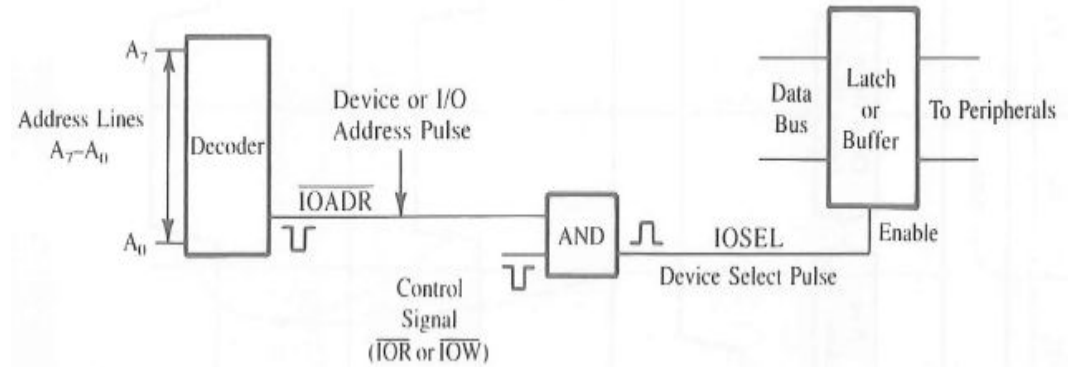 A₇
Address Lines
A₇–A₀
A₀
Decoder
Device or I/O
Address Pulse
IOADR
Control
Signal
(IOR or IOW)
AND
IOSEL
Device Select Pulse
Data
Bus
Latch
or
Buffer
To Peripherals
Enable